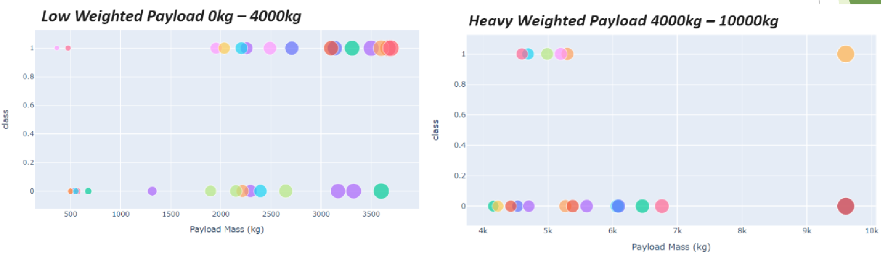 Low Weighted Payload 0kg – 4000kg
1
0.8
0.6
0.4
0.2
0
class
500 1000 1500 2000 2500 3000 3500
Payload Mass (kg)
Heavy Weighted Payload 4000kg – 10000kg
1
0.8
0.6
0.4
0.2
0
class
4k 5k 6k 7k 8k 9k 10k
Payload Mass (kg)